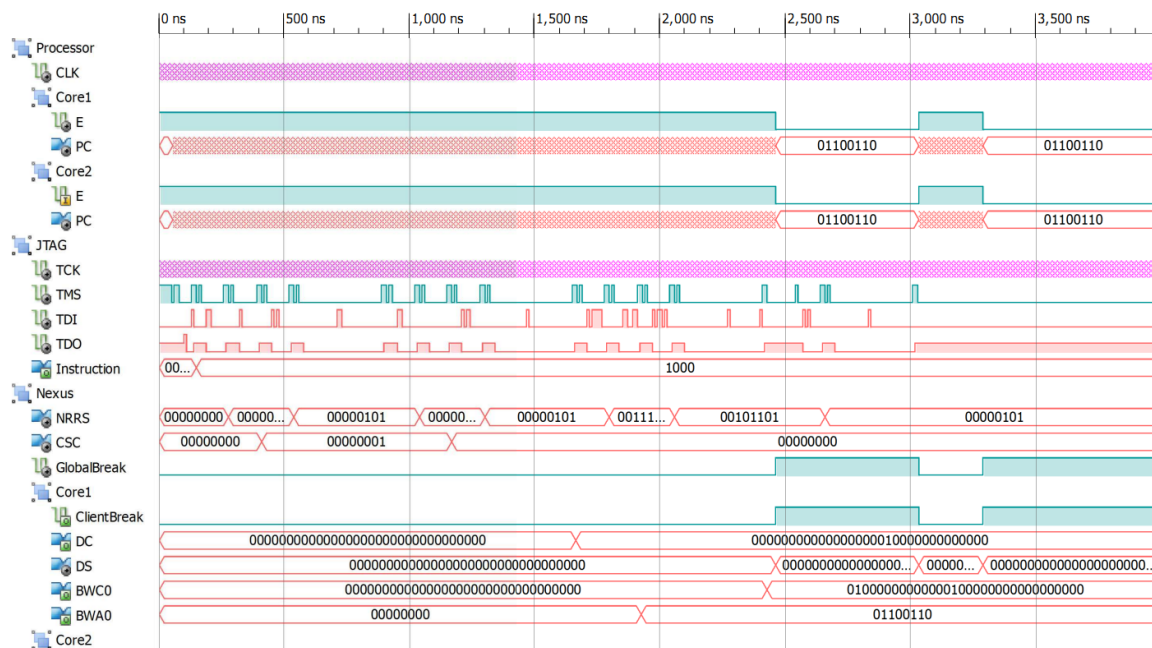 0 ns 500 ns 1,000 ns 1,500 ns 2,000 ns 2,500 ns 3,000 ns 3,500 ns
Processor
CLK
Core1
E
PC 01100110 01100110
Core2
E
PC 01100110 01100110
JTAG
TCK
TMS
TDI
TDO
Instruction 00... 1000
Nexus
NRRS 00000000 00000... 00000101 00000... 00000101 00111... 00101101 00000101
CSC 00000000 00000001 00000000
GlobalBreak
Core1
ClientBreak
DC 00000000000000000000000000000000 00000000000000000100000000000000
DS 00000000000000000000000000000000 00000000000000000... 00000... 0000000000000000000000...
BWC0 00000000000000000000000000000000 01000000000000100000000000000000
BWA0 00000000 01100110
Core2